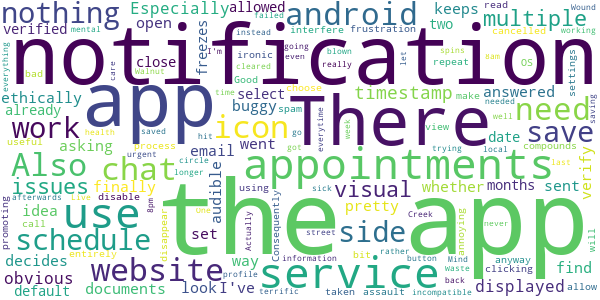 nothing verified Especially open android allowed keeps multiple read Wound
failed instead interfere two frustration cancelled working
mental everything bad care close freezes I'm going blown even ironic cleared
notification
ethically already Walnut time icon select Good buggy spam really let spins repeat OS dam answered settings
app There timestamp make needed well need saving
work email went hit go choose everytime got week view trying local date save
health useful process saved urgent
Also asking chat appointments
issues finally circle longer audible using sick visual whether months sent compounds last verify
idea call live disable afterwards
use the app
promoting 8pm One disappear set Actually Consequently street side pretty bit Creek annoying never
schedule decides entirely way information rather button Mind clicking will find
obvious website service waste anyway
default documents look I've profile terrific taken assault back incompatible displayed allow